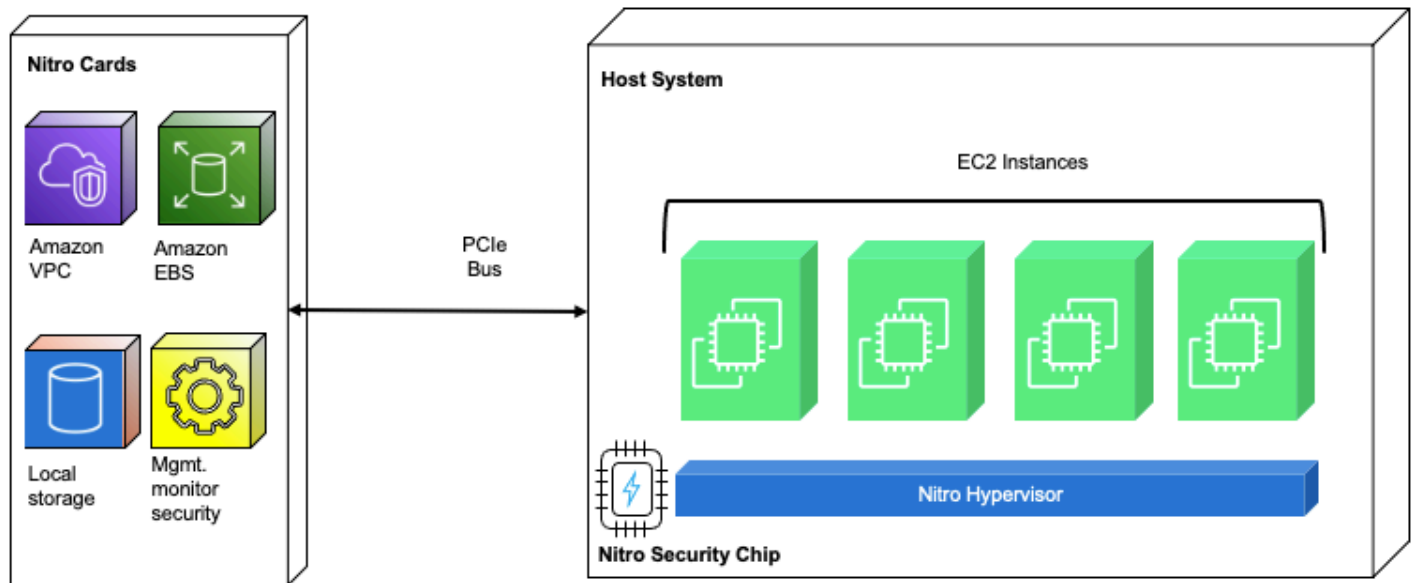 Nitro Cards
Amazon
VPC
Amazon
EBS
Local
storage
Mgmt.
monitor
security
PCIe
Bus
Host System
EC2 Instances
Nitro Hypervisor
Nitro Security Chip